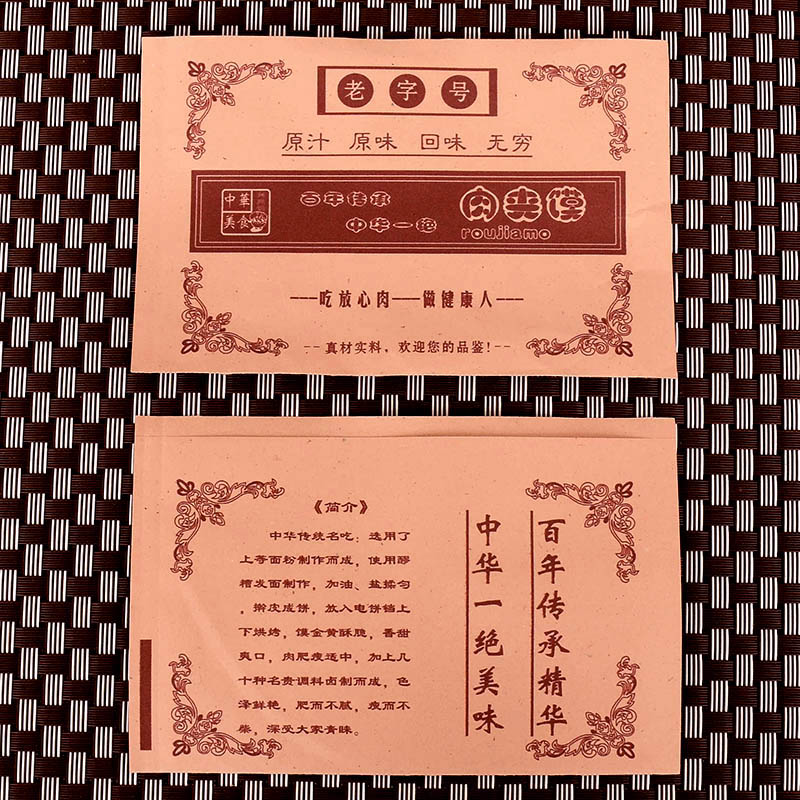 老字号
原汁 原味 回味 无穷
中華
美食
百年传承
中华一绝
肉夹馍
roujiamo
---吃放心肉---做健康人---
--真材实料，欢迎您的品鉴！--
《简介》
中华传统名吃：选用了
上等面粉制作而成，使用醪
糟发面制作，加油、盐揉匀
，擀皮成饼，放入电饼铛上
下烘烤，馍金黄酥脆，香甜
爽口，肉肥瘦适中，加上几
十种名贵调料卤制而成，色
泽鲜艳，肥而不腻，瘦而不
柴，深受大家青睐。
百年传承精华
中华一绝美味